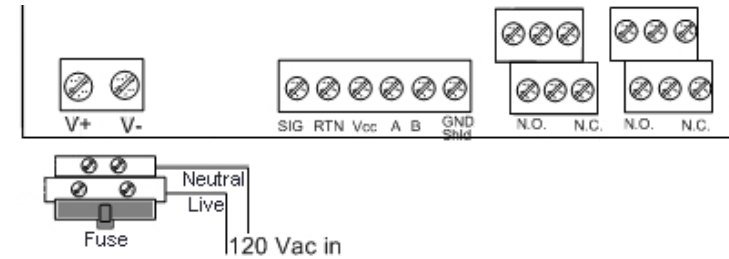 V+ V-
SIG RTN Vcc A B GND Shld
N.O. N.C. N.O. N.C.
Neutral
Live
Fuse
120 Vac in